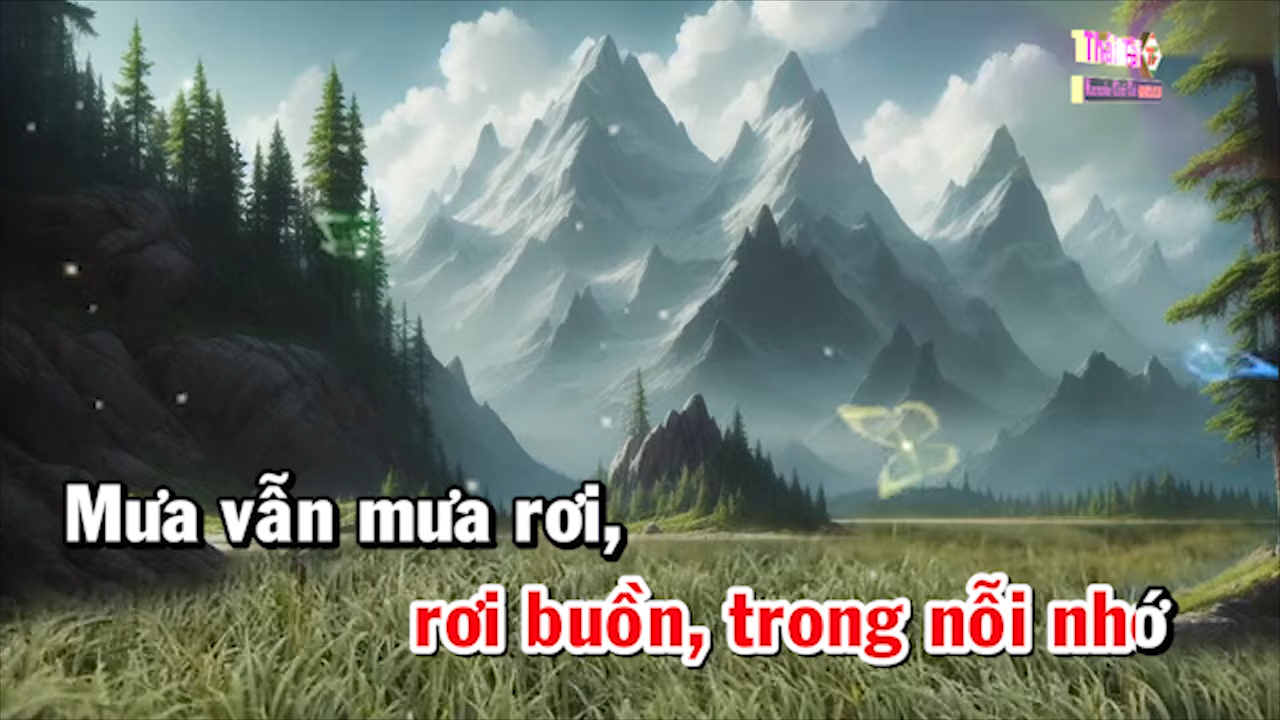 Mưa vẫn mưa rơi,
rơi buồn, trong nỗi nhớ